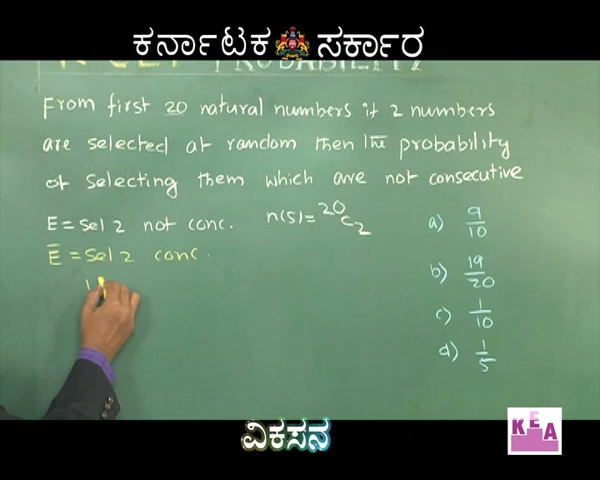 ಕರ್ನಾಟಕ ಸರ್ಕಾರ
PROBABILITY
From first 20 natural numbers if 2 numbers
are selected at random then the probability
of selecting them which are not consecutive
E = sel 2 not conc. n(S) = ²⁰C₂
Ē = sel 2 conc.
a) 9/10
b) 19/20
c) 1/10
d) 1/5
ವಿಕಸನ
KEA